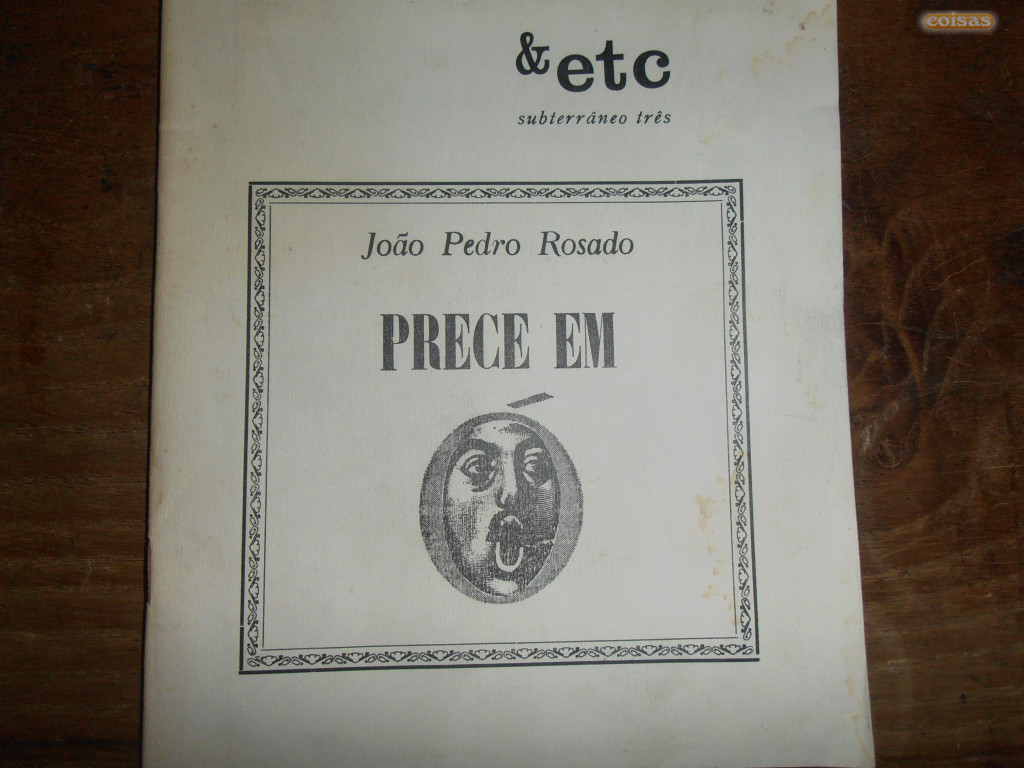 coisas
&etc
subterrâneo três
João Pedro Rosado
PRECE EM
Ó